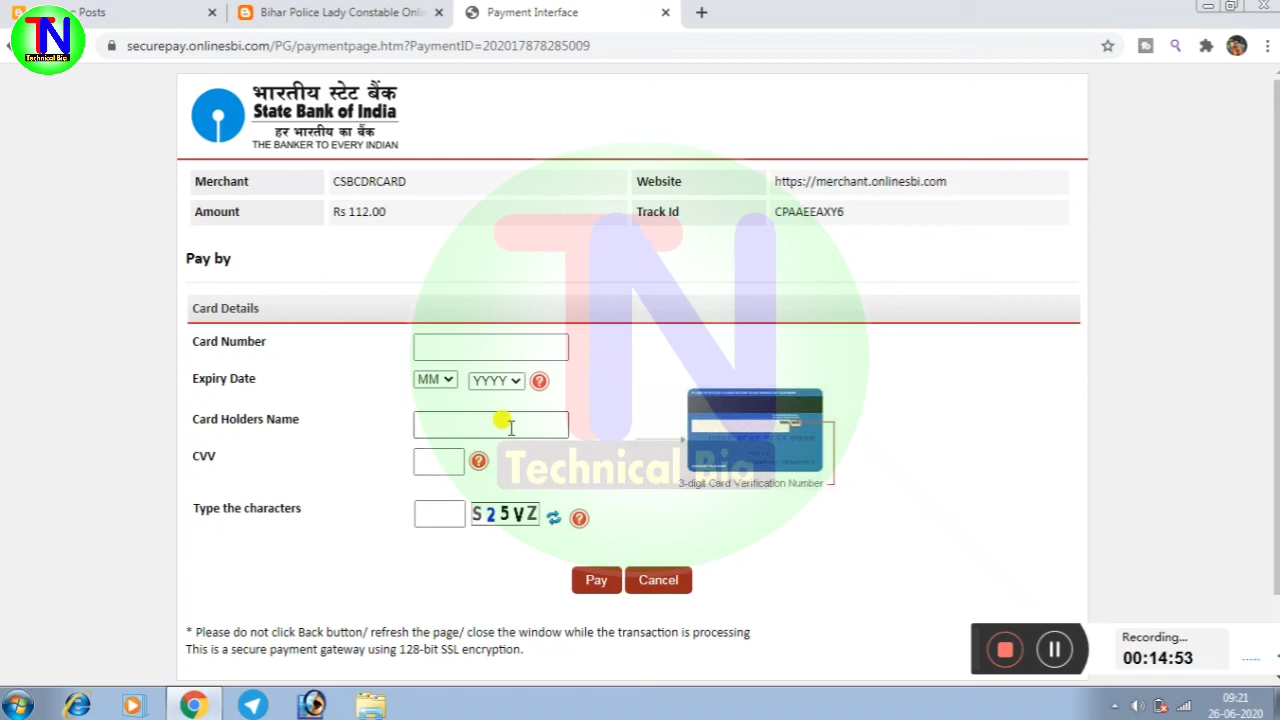 Posts
Bihar Police Lady Constable Onli
Payment Interface
TN
Technical Big
securepay.onlinesbi.com/PG/paymentpage.htm?PaymentID=202017878285009
भारतीय स्टेट बैंक
State Bank of India
हर भारतीय का बैंक
THE BANKER TO EVERY INDIAN
Merchant CSBCDRCARD Website https://merchant.onlinesbi.com
Amount Rs 112.00 Track Id CPAAEEAXY6
Pay by
Card Details
Card Number
Expiry Date MM YYYY
Card Holders Name
CVV
TN
Technical Big
3-digit Card Verification Number
Type the characters S25VZ
Pay Cancel
* Please do not click Back button/ refresh the page/ close the window while the transaction is processing
This is a secure payment gateway using 128-bit SSL encryption.
Recording...
00:14:53
09:21
26-06-2020